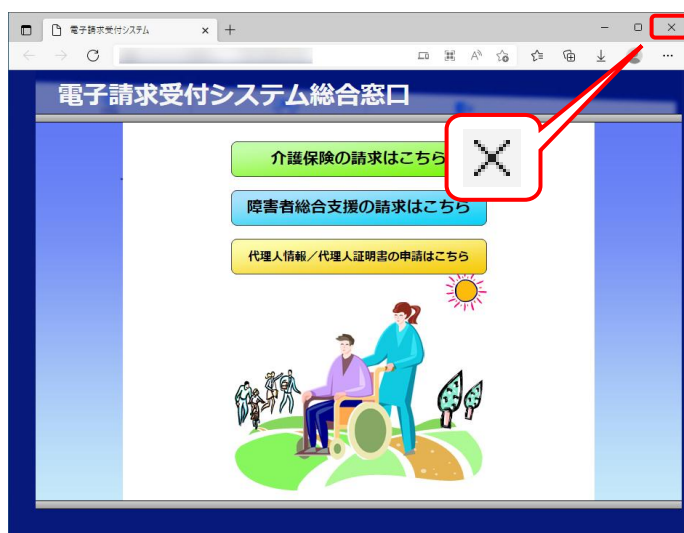 電子請求受付システム
電子請求受付システム総合窓口
介護保険の請求はこちら
障害者総合支援の請求はこちら
代理人情報／代理人証明書の申請はこちら